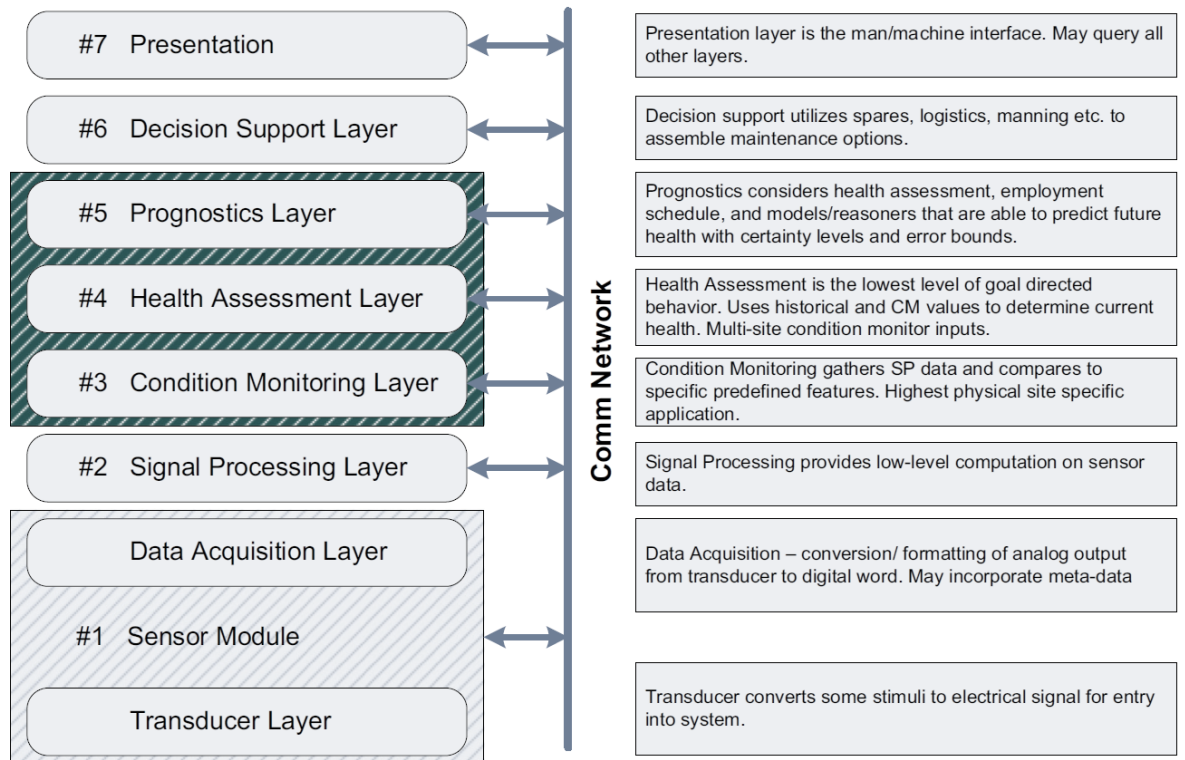 #7 Presentation
Presentation layer is the man/machine interface. May query all
other layers.
#6 Decision Support Layer
Decision support utilizes spares, logistics, manning etc. to
assemble maintenance options.
#5 Prognostics Layer
Prognostics considers health assessment, employment
schedule, and models/reasoners that are able to predict future
health with certainty levels and error bounds.
#4 Health Assessment Layer
Health Assessment is the lowest level of goal directed
behavior. Uses historical and CM values to determine current
health. Multi-site condition monitor inputs.
#3 Condition Monitoring Layer
Condition Monitoring gathers SP data and compares to
specific predefined features. Highest physical site specific
application.
Comm Network
#2 Signal Processing Layer
Signal Processing provides low-level computation on sensor
data.
Data Acquisition Layer
Data Acquisition – conversion/ formatting of analog output
from transducer to digital word. May incorporate meta-data
#1 Sensor Module
Transducer Layer
Transducer converts some stimuli to electrical signal for entry
into system.